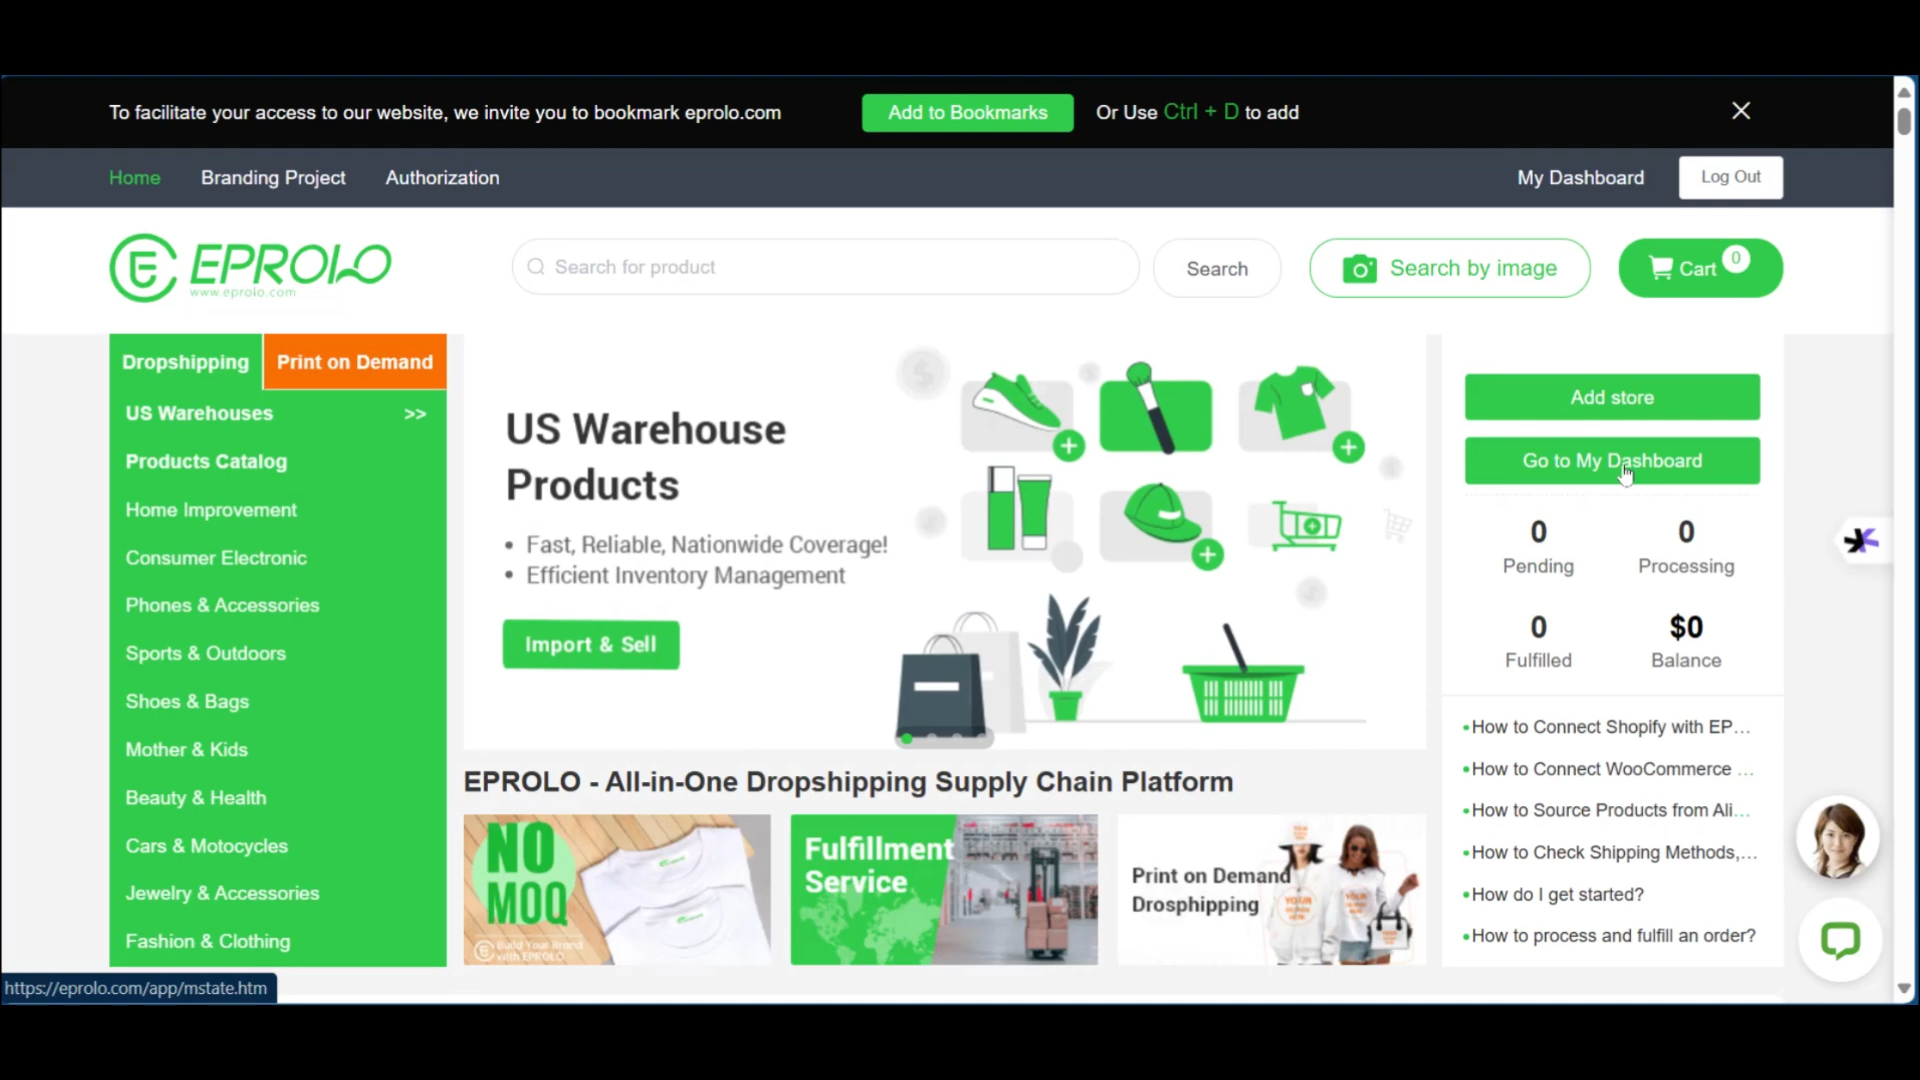 To facilitate your access to our website, we invite you to bookmark eprolo.com
Add to Bookmarks
Or Use Ctrl + D to add
Home
Branding Project
Authorization
My Dashboard
Log Out
EPROLO
www.eprolo.com
Search for product
Search
Search by image
Cart
0
Dropshipping
Print on Demand
US Warehouses >>
Products Catalog
Home Improvement
Consumer Electronic
Phones & Accessories
Sports & Outdoors
Shoes & Bags
Mother & Kids
Beauty & Health
Cars & Motocycles
Jewelry & Accessories
Fashion & Clothing
US Warehouse
Products
• Fast, Reliable, Nationwide Coverage!
• Efficient Inventory Management
Import & Sell
EPROLO - All-in-One Dropshipping Supply Chain Platform
NO
MOQ
Build Your Brand
with EPROLO
Fulfillment
Service
Print on Demand
Drosphipping
YOUR
YOUR
Add store
Go to My Dashboard
0
Pending
0
Processing
0
Fulfilled
$0
Balance
•How to Connect Shopify with EP...
•How to Connect WooCommerce ...
•How to Source Products from Ali...
•How to Check Shipping Methods,...
•How do I get started?
•How to process and fulfill an order?
https://eprolo.com/app/mstate.htm